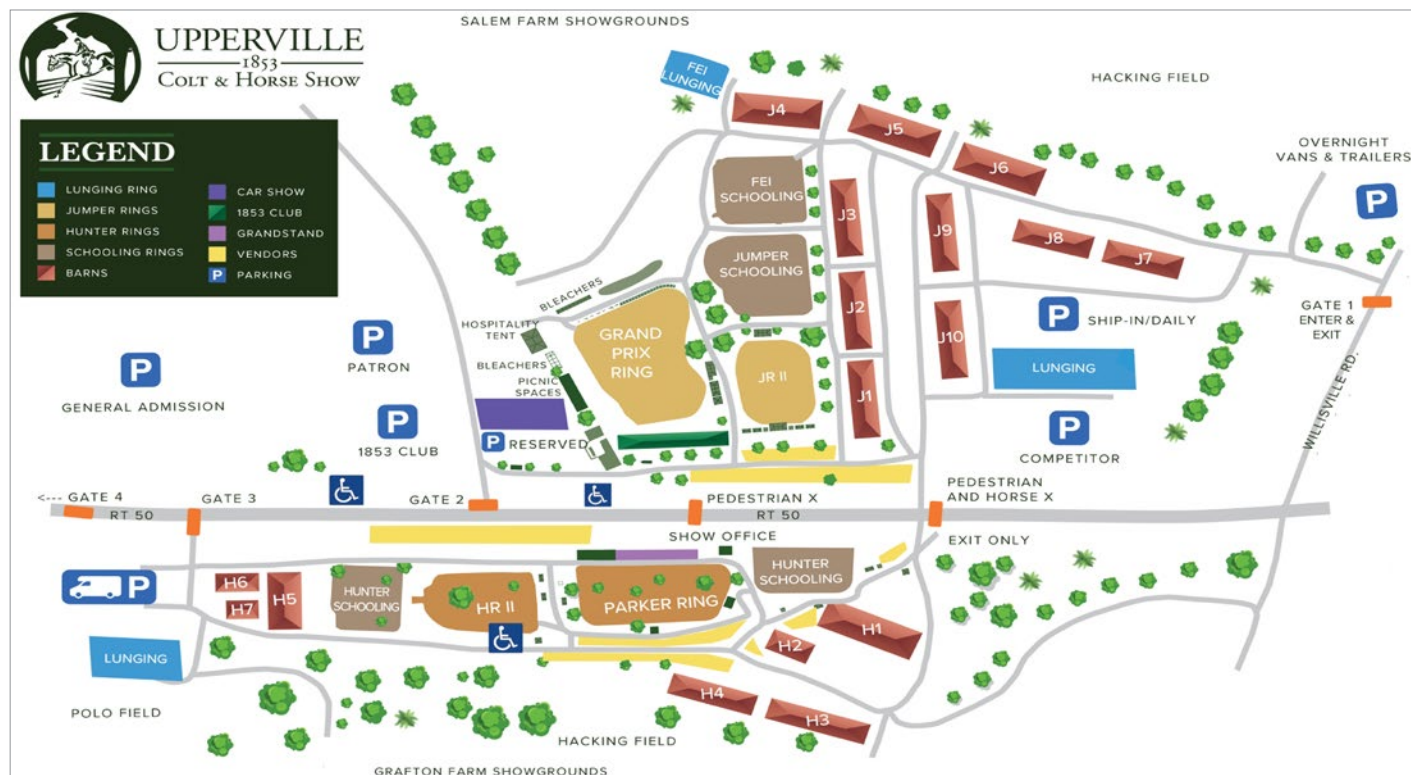 SALEM FARM SHOWGROUNDS
UPPERVILLE
1853
COLT & HORSE SHOW
FEI
LUNGING
HACKING FIELD
J4
J5
J6
OVERNIGHT
VANS & TRAILERS
P
LEGEND
LUNGING RING
JUMPER RINGS
HUNTER RINGS
SCHOOLING RINGS
BARNS
CAR SHOW
1853 CLUB
GRANDSTAND
VENDORS
P PARKING
FEI
SCHOOLING
J3
J9
J8
J7
JUMPER
SCHOOLING
BLEACHERS
HOSPITALITY
TENT
BLEACHERS
PICNIC
SPACES
GRAND
PRIX
RING
J2
J10
JR II
J1
P
SHIP-IN/DAILY
GATE 1
ENTER &
EXIT
LUNGING
WILLISVILLE RD.
P
PATRON
P
GENERAL ADMISSION
P
1853 CLUB
P RESERVED
P
COMPETITOR
<--- GATE 4
RT 50
GATE 3
GATE 2
PEDESTRIAN X
RT 50
PEDESTRIAN
AND HORSE X
SHOW OFFICE
EXIT ONLY
P
H6
H7
H5
HUNTER
SCHOOLING
HR II
PARKER RING
HUNTER
SCHOOLING
H1
H2
LUNGING
H4
H3
POLO FIELD
HACKING FIELD
GRAFTON FARM SHOWGROUNDS